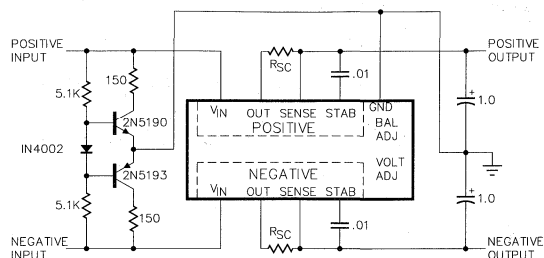 POSITIVE
INPUT
150
5.1K
2N5190
IN4002
2N5193
5.1K
150
NEGATIVE
INPUT
RSC
.01
VIN
OUT
SENSE
STAB
POSITIVE
GND
BAL
ADJ
VOLT
ADJ
NEGATIVE
VIN
OUT
SENSE
STAB
RSC
.01
POSITIVE
OUTPUT
+
1.0
+
1.0
NEGATIVE
OUTPUT